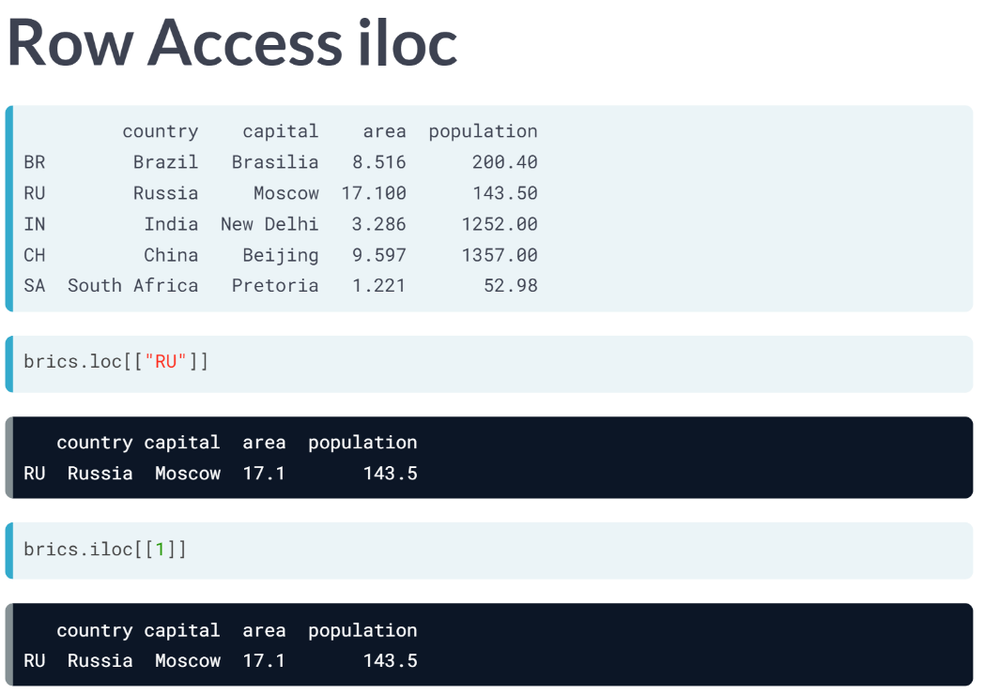 Row Access iloc
         country    capital    area  population
BR        Brazil   Brasilia   8.516      200.40
RU        Russia     Moscow  17.100      143.50
IN         India  New Delhi   3.286     1252.00
CH         China    Beijing   9.597     1357.00
SA  South Africa   Pretoria   1.221       52.98
brics.loc[["RU"]]
   country capital  area  population
RU  Russia  Moscow  17.1       143.5
brics.iloc[[1]]
   country capital  area  population
RU  Russia  Moscow  17.1       143.5